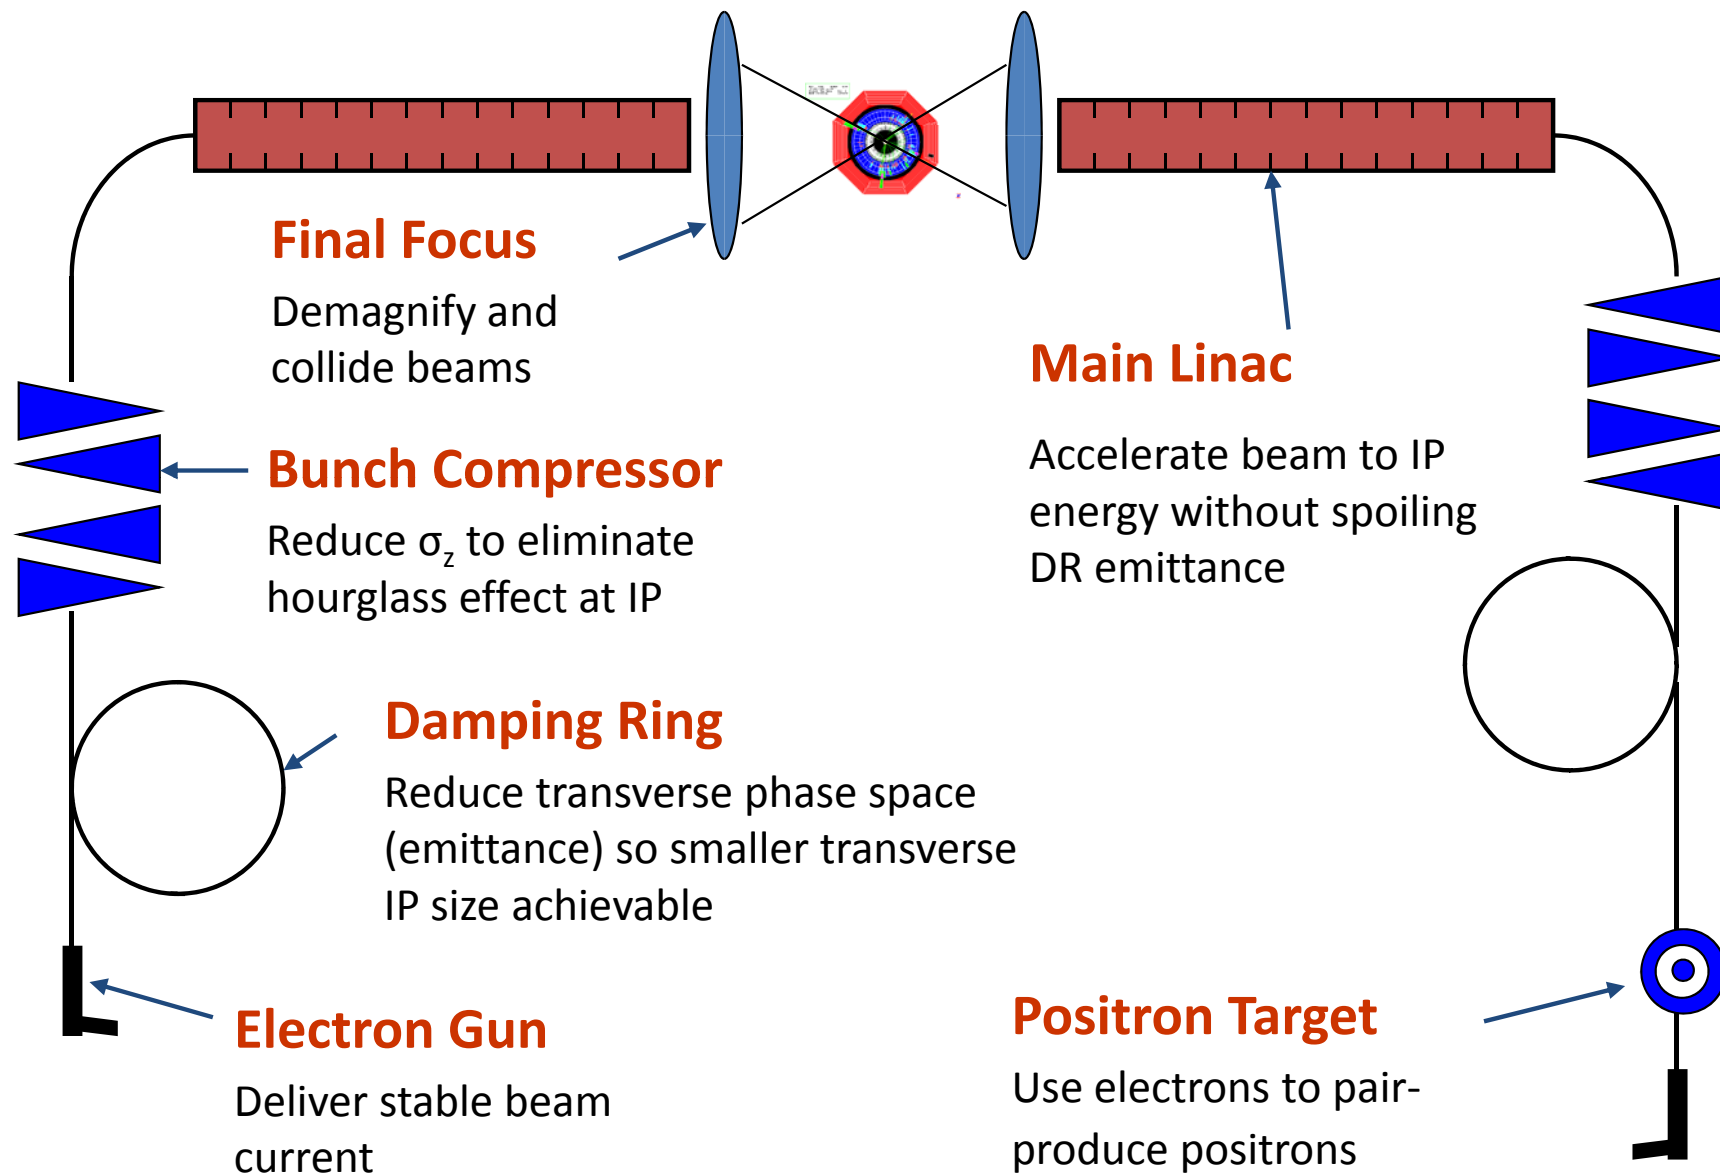 Final Focus
Demagnify and
collide beams
Main Linac
Accelerate beam to IP
energy without spoiling
DR emittance
Bunch Compressor
Reduce σz to eliminate
hourglass effect at IP
Damping Ring
Reduce transverse phase space
(emittance) so smaller transverse
IP size achievable
Electron Gun
Deliver stable beam
current
Positron Target
Use electrons to pair-
produce positrons